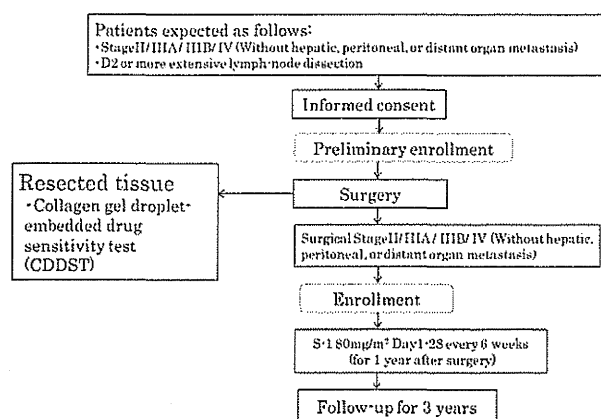 Patients expected as follows:
・StageII/IIIA/IIIB/IV (Without hepatic, peritoneal, or distant organ metastasis)
・D2 or more extensive lymph-node dissection
Informed consent
Preliminary enrollment
Surgery
Resected tissue
・Collagen gel droplet-
embedded drug
sensitivity test
(CDDST)
Surgical StageII/IIIA/IIIB/IV (Without hepatic,
peritoneal, or distant organ metastasis)
Enrollment
S-1 80mg/m² Day1-28 every 6 weeks
(for 1 year after surgery)
Follow-up for 3 years